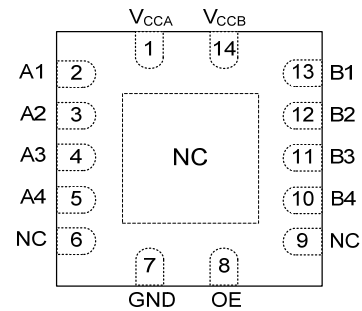 VCCA VCCB
1 14
A1 2 13 B1
A2 3 12 B2
A3 4 NC 11 B3
A4 5 10 B4
NC 6 9 NC
7 8
GND OE